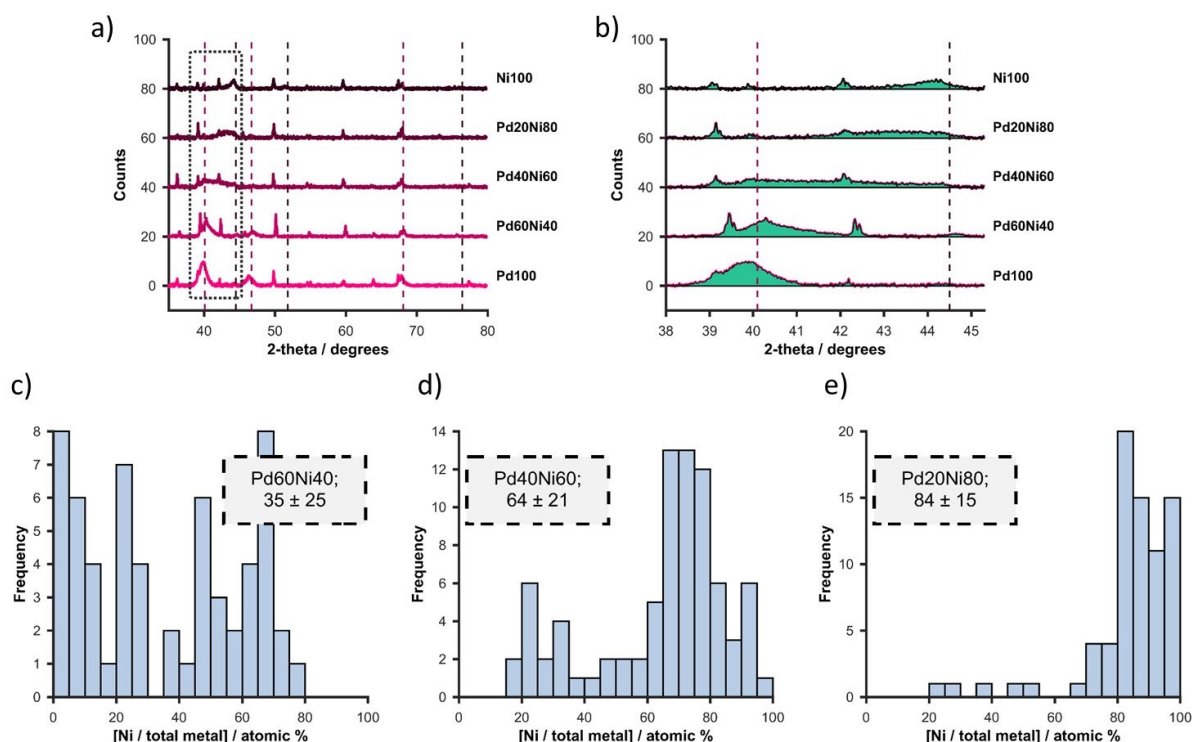 a)
100
80
60
40
20
0
Counts
40
50
60
70
80
2-theta / degrees
Ni100
Pd20Ni80
Pd40Ni60
Pd60Ni40
Pd100
b)
100
80
60
40
20
0
Counts
38
39
40
41
42
43
44
45
2-theta / degrees
Ni100
Pd20Ni80
Pd40Ni60
Pd60Ni40
Pd100
c)
8
7
6
5
4
3
2
1
0
Frequency
Pd60Ni40;
35 ± 25
0
20
40
60
80
100
[Ni / total metal] / atomic %
d)
14
12
10
8
6
4
2
0
Frequency
Pd40Ni60;
64 ± 21
0
20
40
60
80
100
[Ni / total metal] / atomic %
e)
20
15
10
5
0
Frequency
Pd20Ni80;
84 ± 15
0
20
40
60
80
100
[Ni / total metal] / atomic %